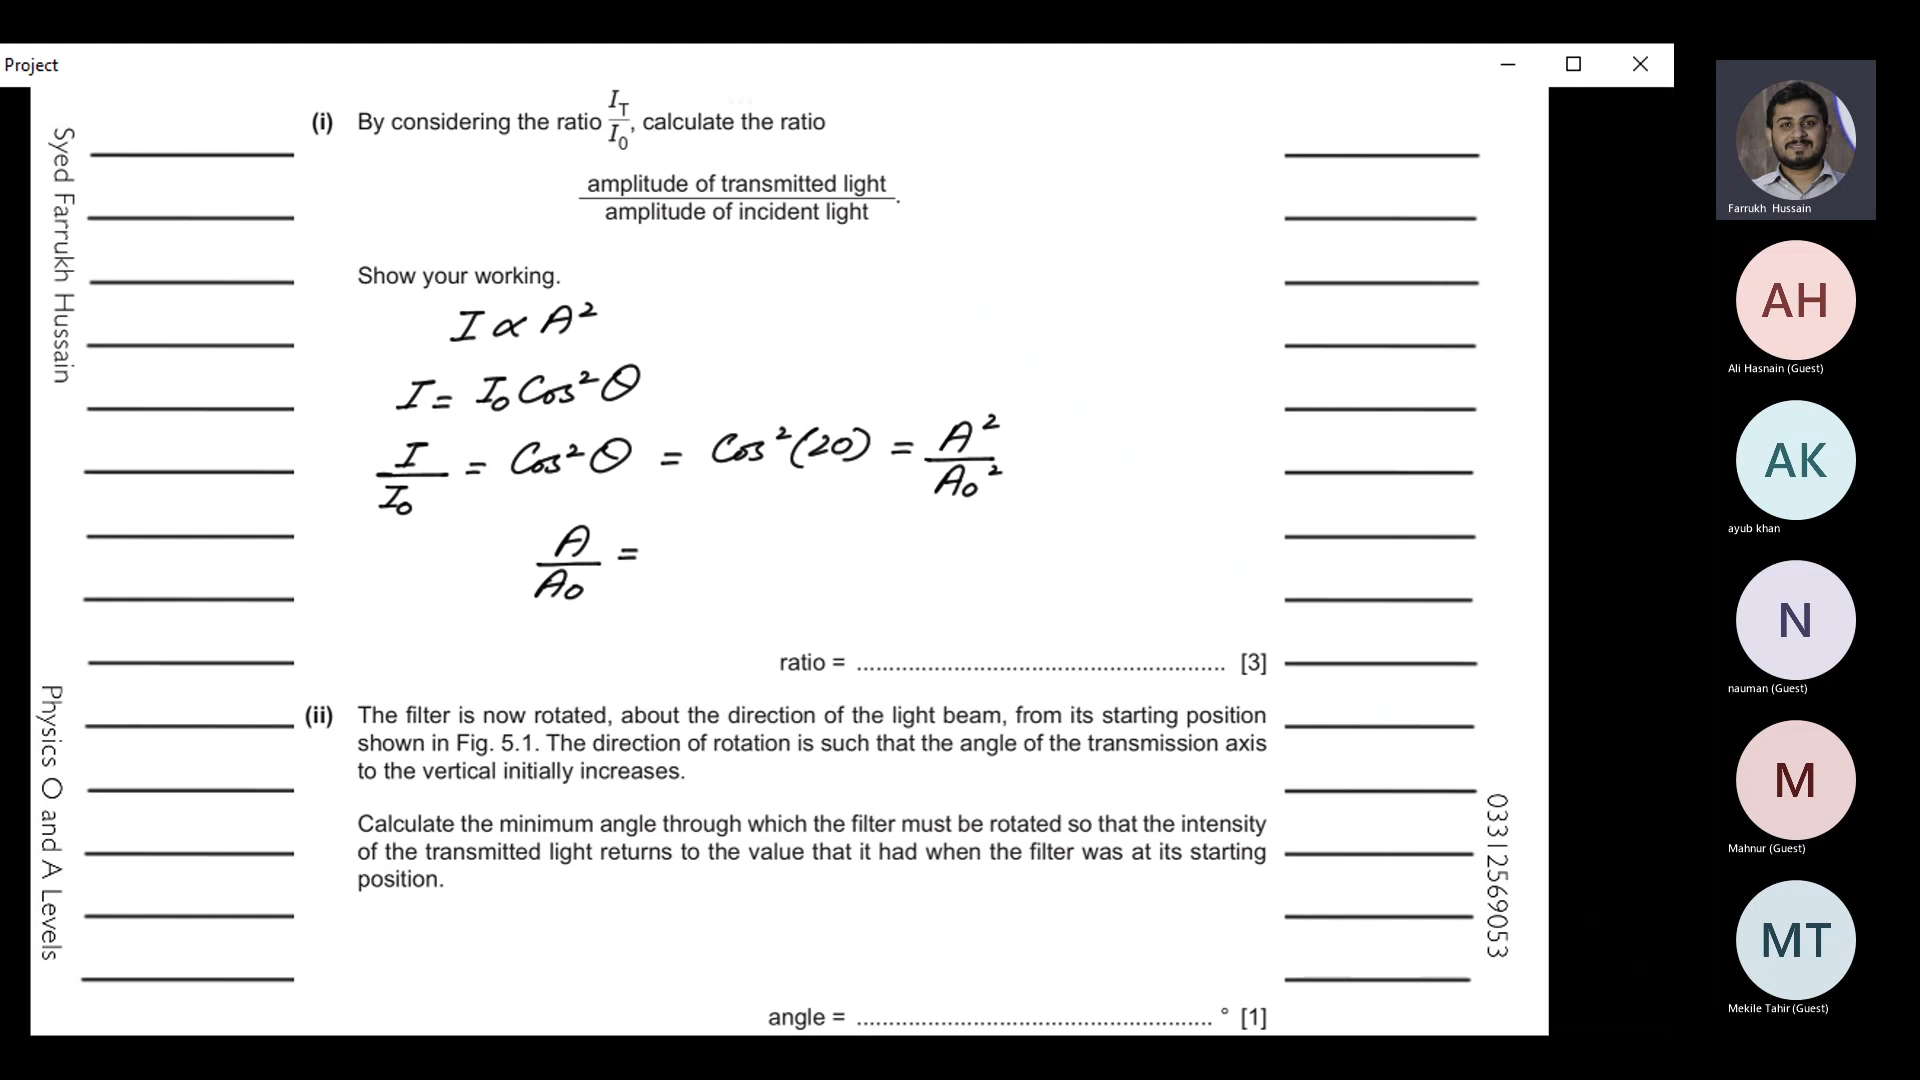 Project
Syed Farrukh Hussain
Physics O and A Levels
(i) By considering the ratio I_T/I_0, calculate the ratio
amplitude of transmitted light
amplitude of incident light.
Show your working.
I ∝ A²
I = I₀ Cos²θ
I/I₀ = Cos²θ = Cos²(20) = A²/A₀²
A/A₀ =
ratio = ......................................................... [3]
(ii) The filter is now rotated, about the direction of the light beam, from its starting position
shown in Fig. 5.1. The direction of rotation is such that the angle of the transmission axis
to the vertical initially increases.
Calculate the minimum angle through which the filter must be rotated so that the intensity
of the transmitted light returns to the value that it had when the filter was at its starting
position.
angle = ....................................................... ° [1]
03312569053
Farrukh Hussain
AH
Ali Hasnain (Guest)
AK
ayub khan
N
nauman (Guest)
M
Mahnur (Guest)
MT
Mekile Tahir (Guest)